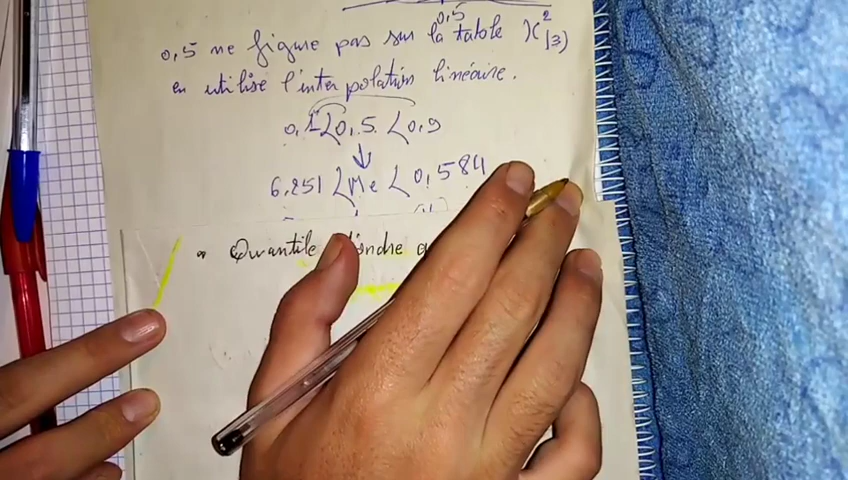 0,5
0,5 ne figure pas sur la table χ²(3)
on utilise l'interpolation linéaire.
0,1 < 0,5 < 0,9
6,251 < Me < 0,584
Quantile d'ordre